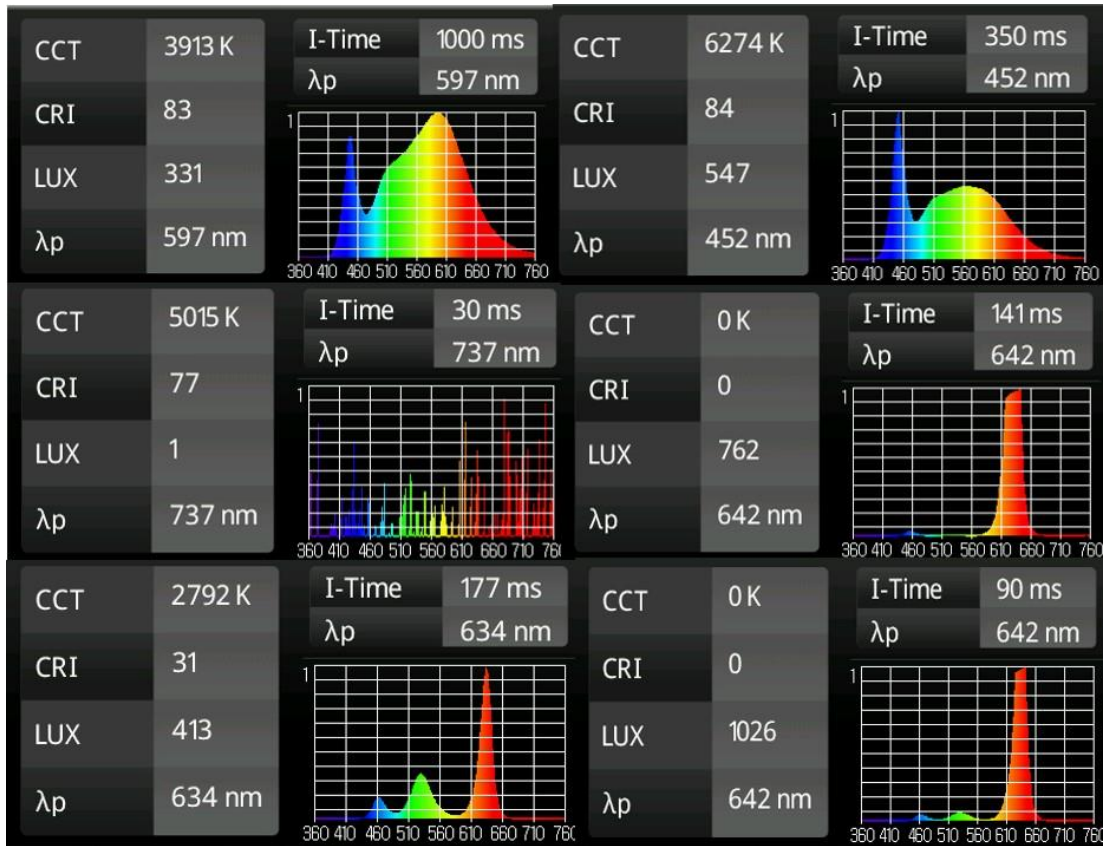 CCT 3913 K
CRI 83
LUX 331
λp 597 nm
I-Time 1000 ms
λp 597 nm
1
360 410 460 510 560 610 660 710 760
CCT 6274 K
CRI 84
LUX 547
λp 452 nm
I-Time 350 ms
λp 452 nm
1
360 410 460 510 560 610 660 710 760
CCT 5015 K
CRI 77
LUX 1
λp 737 nm
I-Time 30 ms
λp 737 nm
1
360 410 460 510 560 610 660 710 760
CCT 0 K
CRI 0
LUX 762
λp 642 nm
I-Time 141 ms
λp 642 nm
1
360 410 460 510 560 610 660 710 760
CCT 2792 K
CRI 31
LUX 413
λp 634 nm
I-Time 177 ms
λp 634 nm
1
360 410 460 510 560 610 660 710 760
CCT 0 K
CRI 0
LUX 1026
λp 642 nm
I-Time 90 ms
λp 642 nm
1
360 410 460 510 560 610 660 710 760